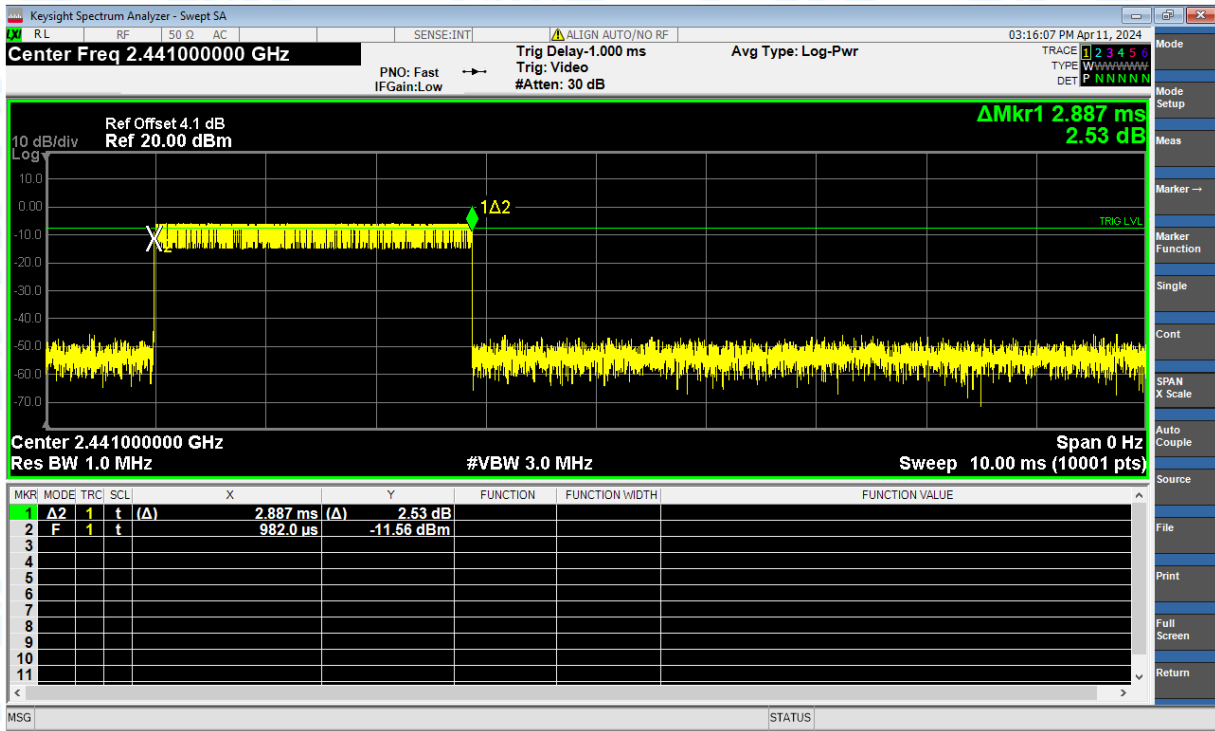 Keysight Spectrum Analyzer - Swept SA
LXI RL RF 50 Ω AC SENSE:INT ALIGN AUTO/NO RF 03:16:07 PM Apr 11, 2024
Center Freq 2.441000000 GHz
PNO: Fast
IFGain:Low
Trig Delay-1.000 ms
Trig: Video
#Atten: 30 dB
Avg Type: Log-Pwr
TRACE 1 2 3 4 5 6
TYPE WWWWWW
DET P N N N N N
ΔMkr1 2.887 ms
2.53 dB
Ref Offset 4.1 dB
10 dB/div Ref 20.00 dBm
Log
10.0
0.00
-10.0
-20.0
-30.0
-40.0
-50.0
-60.0
-70.0
1Δ2
2
TRIG LVL
Center 2.441000000 GHz Span 0 Hz
Res BW 1.0 MHz #VBW 3.0 MHz Sweep 10.00 ms (10001 pts)
MKR MODE TRC SCL X Y FUNCTION FUNCTION WIDTH FUNCTION VALUE
1 Δ2 1 t (Δ) 2.887 ms (Δ) 2.53 dB
2 F 1 t 982.0 µs -11.56 dBm
3
4
5
6
7
8
9
10
11
MSG STATUS
Mode
Mode
Setup
Meas
Marker→
Marker
Function
Single
Cont
SPAN
X Scale
Auto
Couple
Source
File
Print
Full
Screen
Return